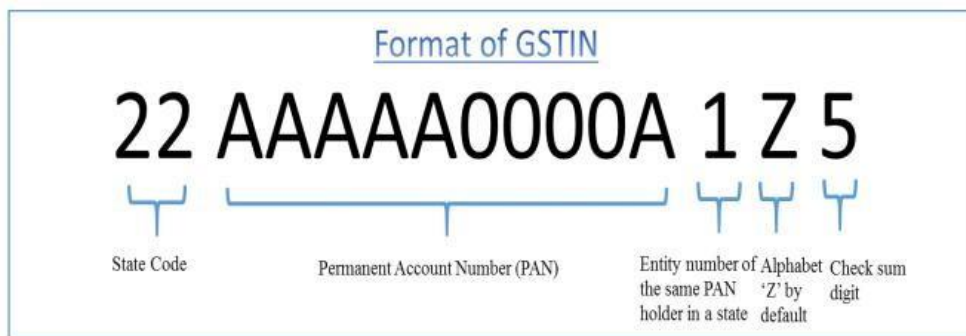 Format of GSTIN
22 AAAAA0000A 1 Z 5
State Code
Permanent Account Number (PAN)
Entity number of
the same PAN
holder in a state
Alphabet
‘Z’ by
default
Check sum
digit